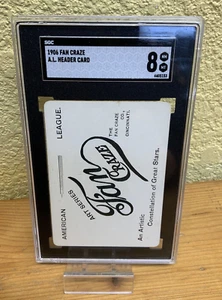 SGC
1906 FAN CRAZE
A.L. HEADER CARD
8
AMERICAN LEAGUE.
ART SERIES
Fan
CRAZE
THE
FAN CRAZE CO.,
CINCINNATI.
An Artistic Constellation of Great Stars.